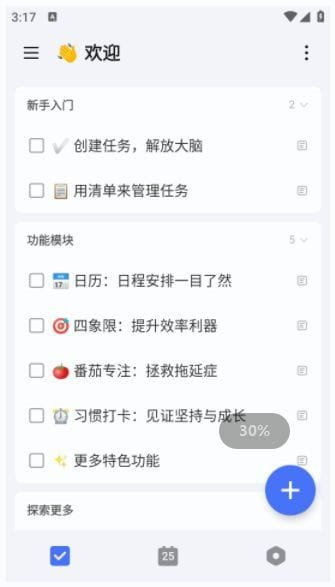 3:17
欢迎
新手入门 2
创建任务，解放大脑
用清单来管理任务
功能模块 5
日历：日程安排一目了然
四象限：提升效率利器
番茄专注：拯救拖延症
习惯打卡：见证坚持与成长
30%
更多特色功能
探索更多
25